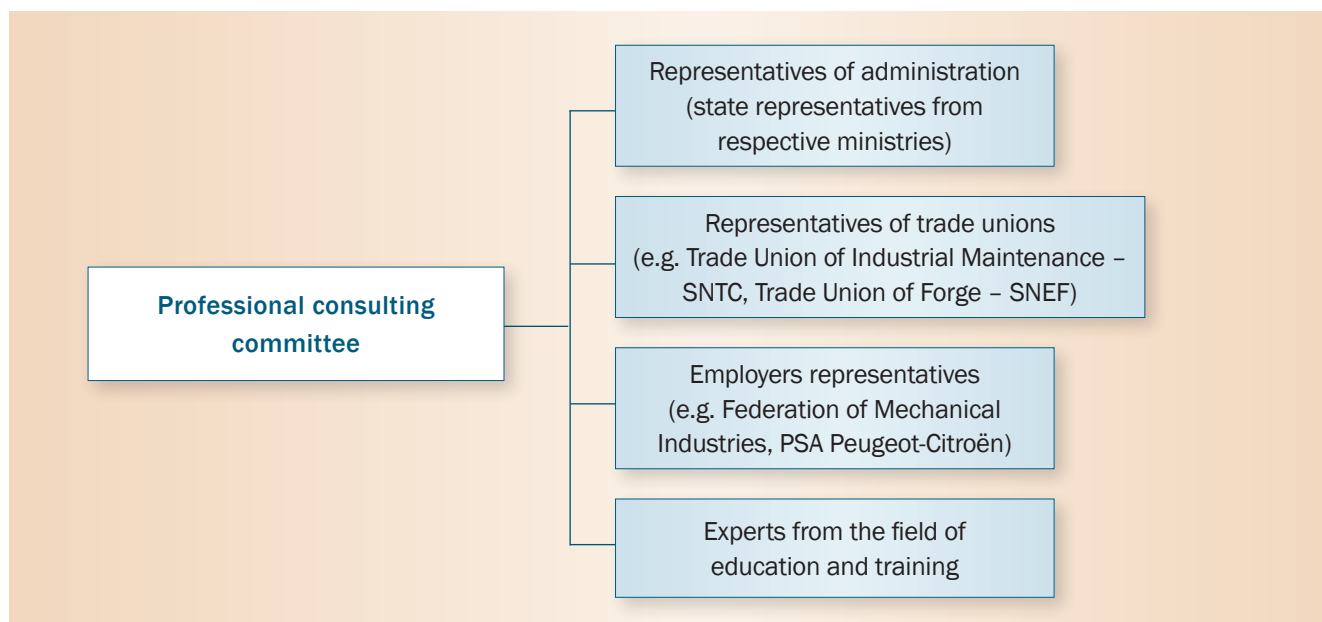 Professional consulting
committee
Representatives of administration
(state representatives from
respective ministries)
Representatives of trade unions
(e.g. Trade Union of Industrial Maintenance –
SNTC, Trade Union of Forge – SNEF)
Employers representatives
(e.g. Federation of Mechanical
Industries, PSA Peugeot-Citroën)
Experts from the field of
education and training